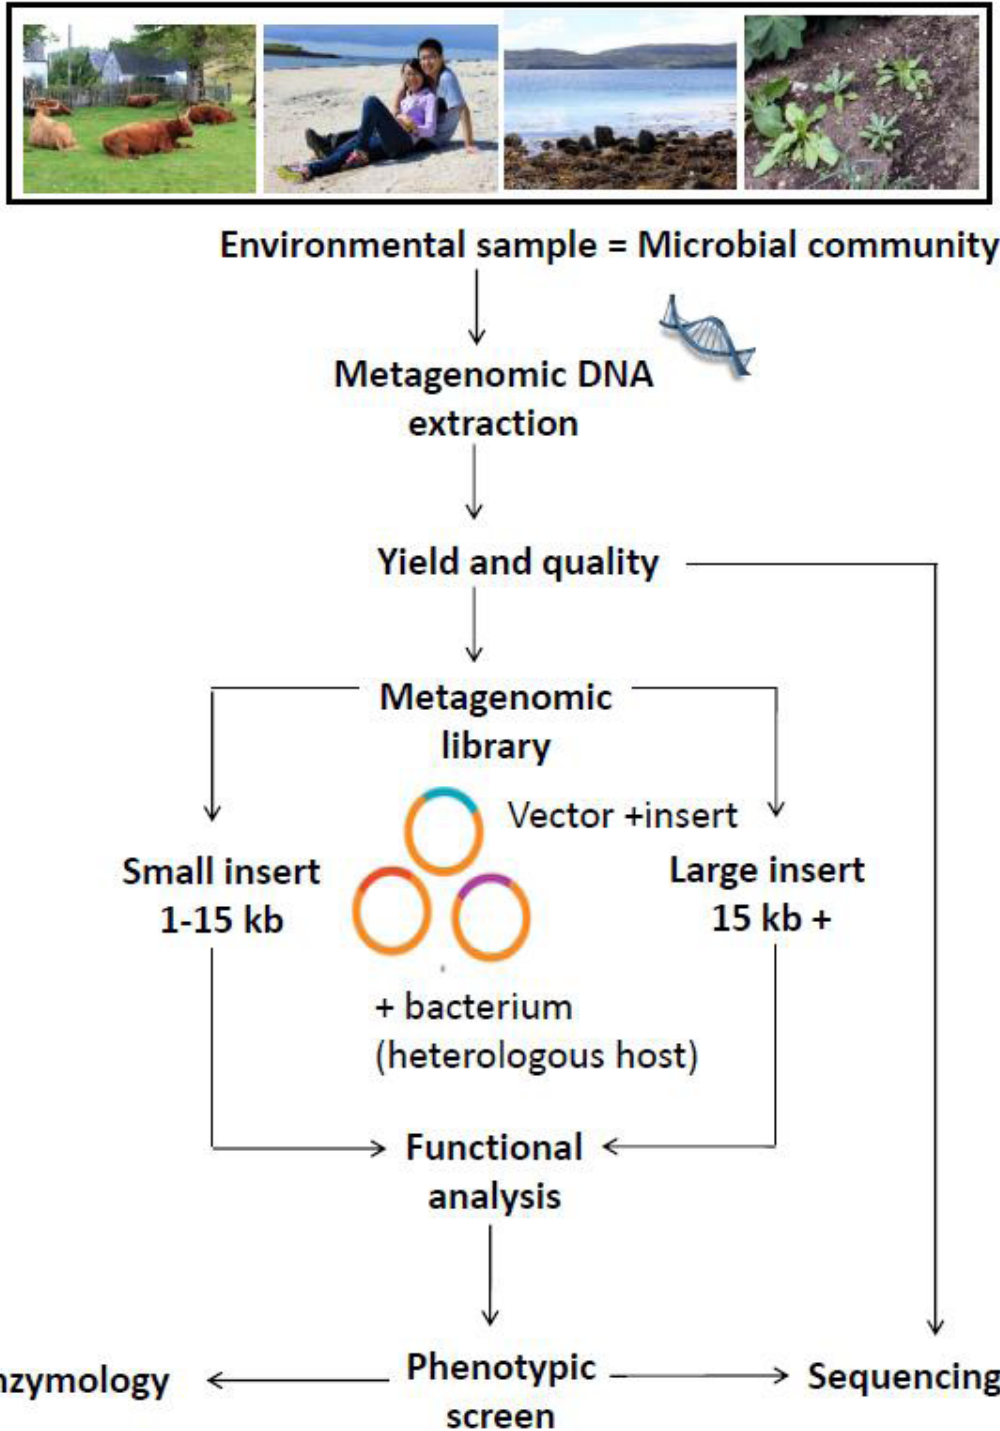 Environmental sample = Microbial community
Metagenomic DNA
extraction
Yield and quality
Metagenomic
library
Vector +insert
Small insert
1-15 kb
Large insert
15 kb +
+ bacterium
(heterologous host)
Functional
analysis
nzymology
Phenotypic
screen
Sequencing